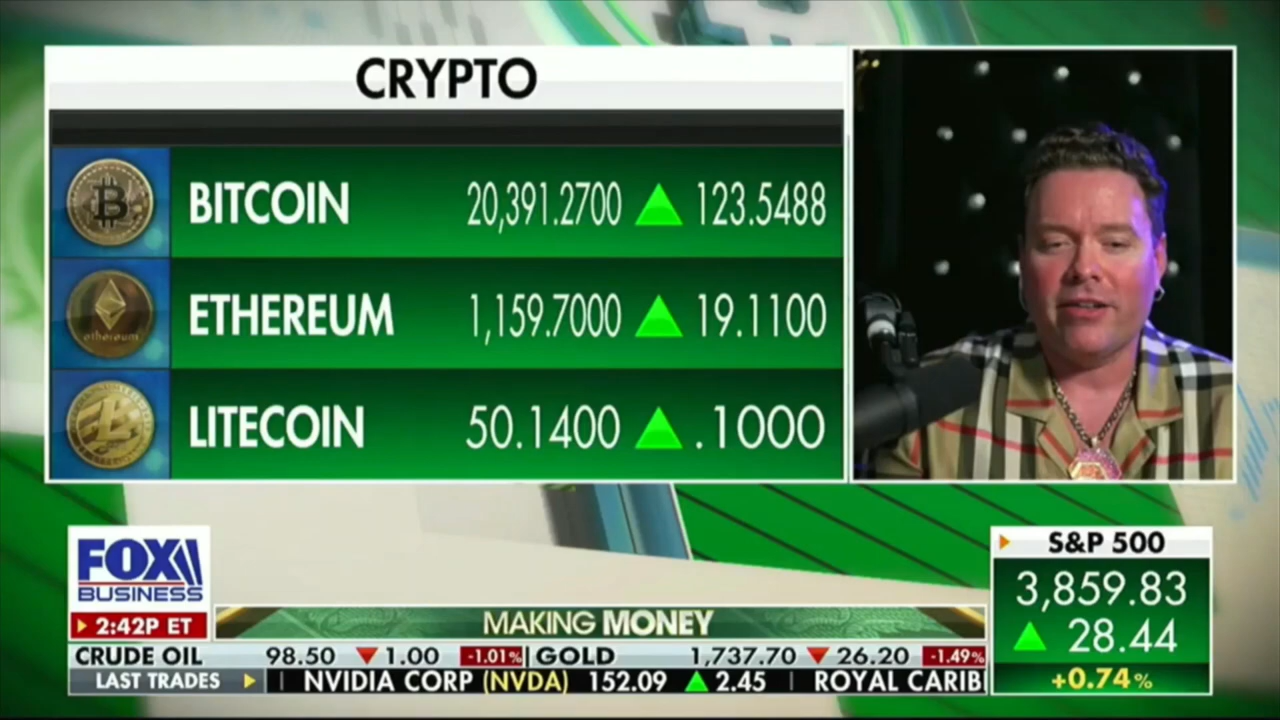 CRYPTO
BITCOIN 20,391.2700 ▲ 123.5488
ethereum
ETHEREUM 1,159.7000 ▲ 19.1100
LITECOIN 50.1400 ▲ .1000
FOX
BUSINESS
2:42P ET
MAKING MONEY
S&P 500
3,859.83
▲ 28.44
+0.74%
CRUDE OIL 98.50 ▼ 1.00 -1.01% GOLD 1,737.70 ▼ 26.20 -1.49%
LAST TRADES NVIDIA CORP (NVDA) 152.09 ▲ 2.45 ROYAL CARIB